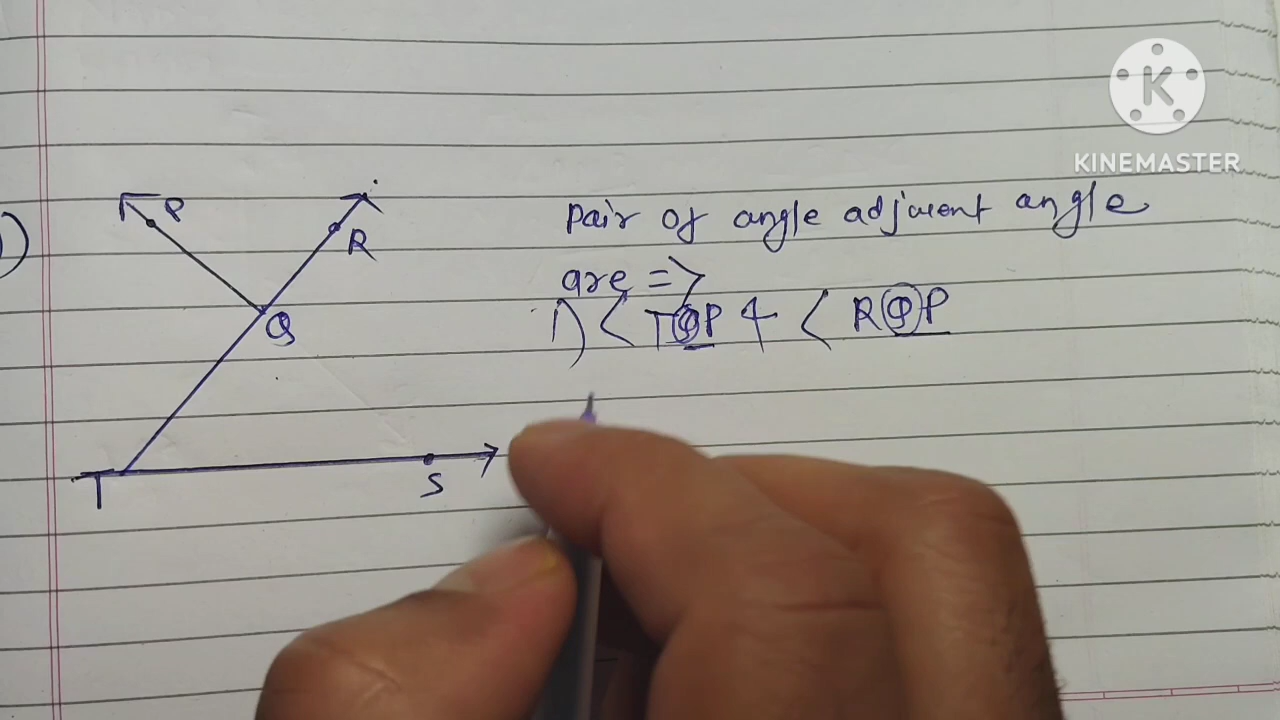 KINEMASTER
P
R
Q
T
S
Pair of angle adjacent angle
are =>
1) < TQP + < RQP